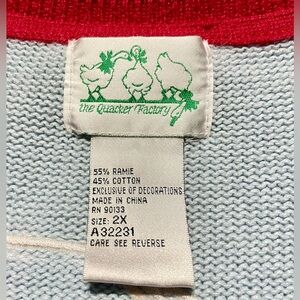 The Quacker Factory
55% RAMIE
45% COTTON
EXCLUSIVE OF DECORATIONS
MADE IN CHINA
RN 90133
SIZE: 2X
A32231
CARE SEE REVERSE